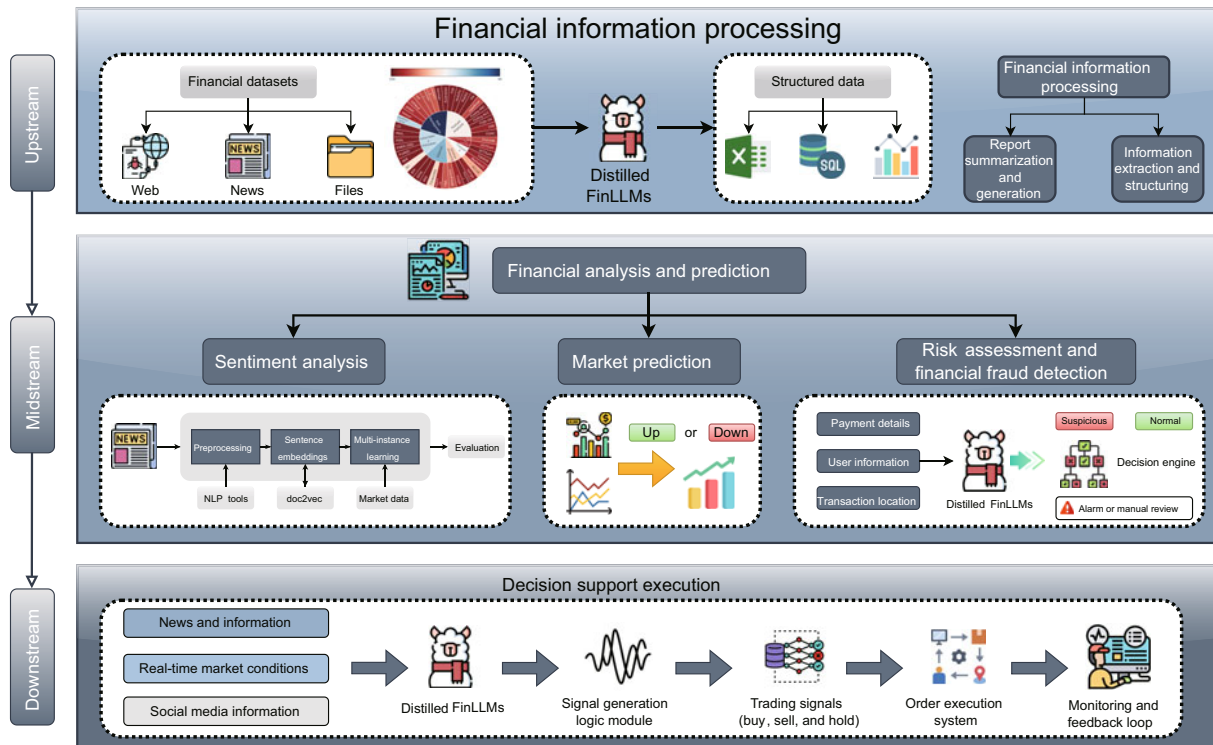 Financial information processing
Upstream
Financial datasets
NEWS
Web
News
Files
Distilled
FinLLMs
Structured data
X
SQL
Financial information
processing
Report
summarization
and
generation
Information
extraction and
structuring
Midstream
Financial analysis and prediction
Sentiment analysis
Market prediction
Risk assessment and
financial fraud detection
NEWS
Preprocessing
Sentence
embeddings
Multi-instance
learning
Evaluation
NLP tools
doc2vec
Market data
$
Up or Down
Payment details
User information
Transaction location
Distilled FinLLMs
Suspicious
Normal
Decision engine
Alarm or manual review
Downstream
Decision support execution
News and information
Real-time market conditions
Social media information
Distilled FinLLMs
Signal generation
logic module
Trading signals
(buy, sell, and hold)
Order execution
system
Monitoring and
feedback loop